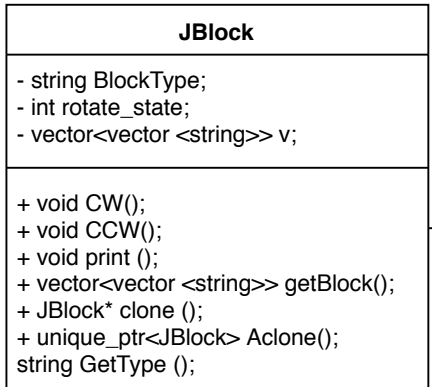 JBlock
- string BlockType;
- int rotate_state;
- vector<vector <string>> v;
+ void CW();
+ void CCW();
+ void print ();
+ vector<vector <string>> getBlock();
+ JBlock* clone ();
+ unique_ptr<JBlock> Aclone();
string GetType ();